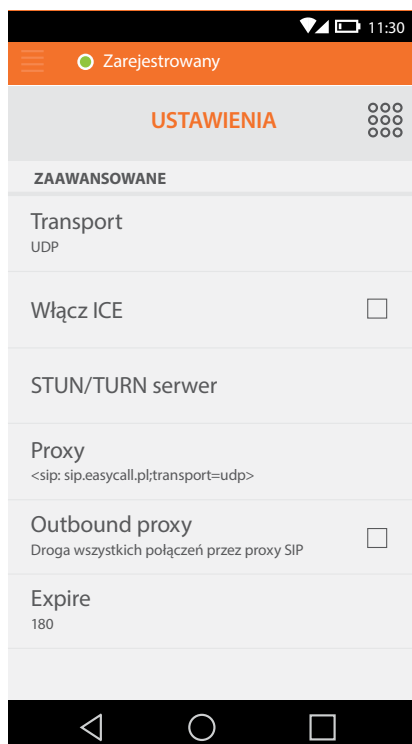 11:30
Zarejestrowany
USTAWIENIA
ZAAWANSOWANE
Transport
UDP
Włącz ICE
STUN/TURN serwer
Proxy
<sip: sip.easycall.pl;transport=udp>
Outbound proxy
Droga wszystkich połączeń przez proxy SIP
Expire
180